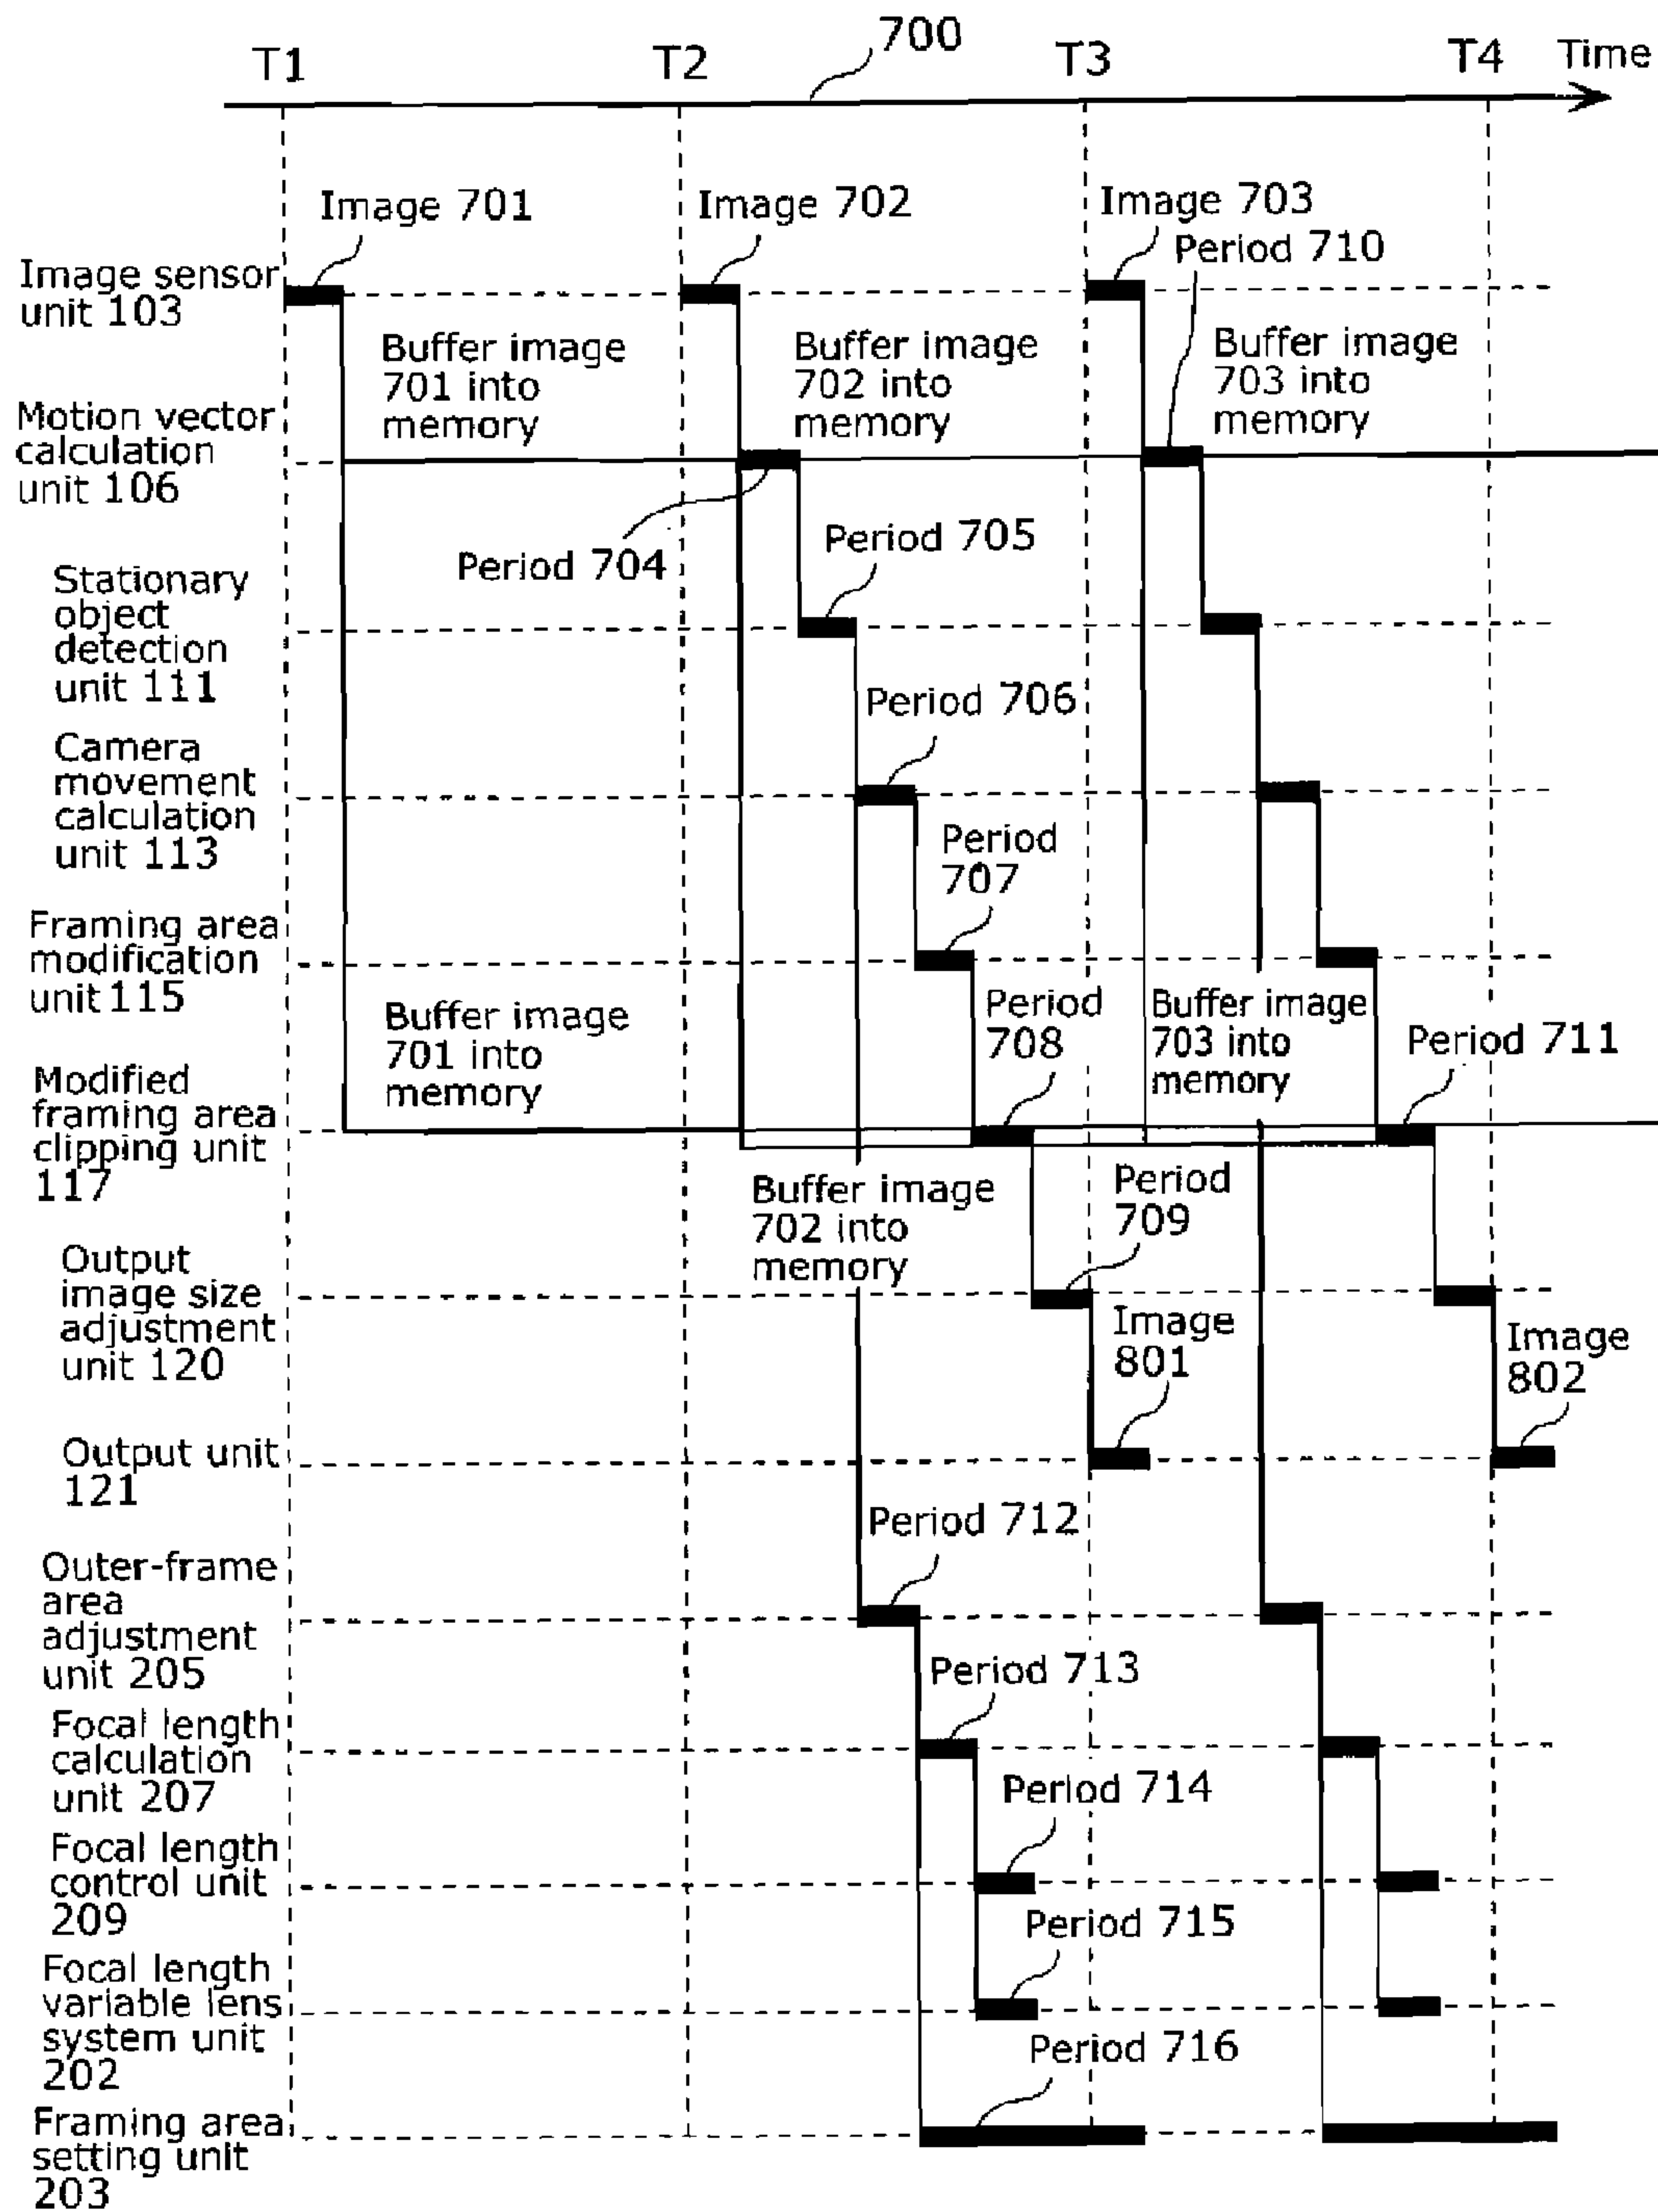 700
T1
T2
T3
T4
Time
Image 701
Image 702
Image 703
Period 710
Image sensor
unit 103
Buffer image
701 into
memory
Buffer image
702 into
memory
Buffer image
703 into
memory
Motion vector
calculation
unit 106
Period 704
Period 705
Stationary
object
detection
unit 111
Period 706
Camera
movement
calculation
unit 113
Period
707
Framing area
modification
unit 115
Buffer image
701 into
memory
Period
708
Buffer image
703 into
memory
Period 711
Modified
framing area
clipping unit
117
Buffer image
702 into
memory
Period
709
Output
image size
adjustment
unit 120
Image
801
Image
802
Output unit
121
Period 712
Outer-frame
area
adjustment
unit 205
Period 713
Focal length
calculation
unit 207
Period 714
Focal length
control unit
209
Period 715
Focal length
variable lens
system unit
202
Period 716
Framing area
setting unit
203